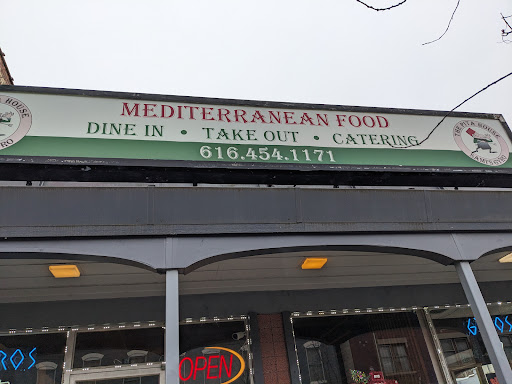 MEDITERRANEAN FOOD
DINE IN • TAKE OUT • CATERING
616.454.1171
THE PITA HOUSE
OPEN